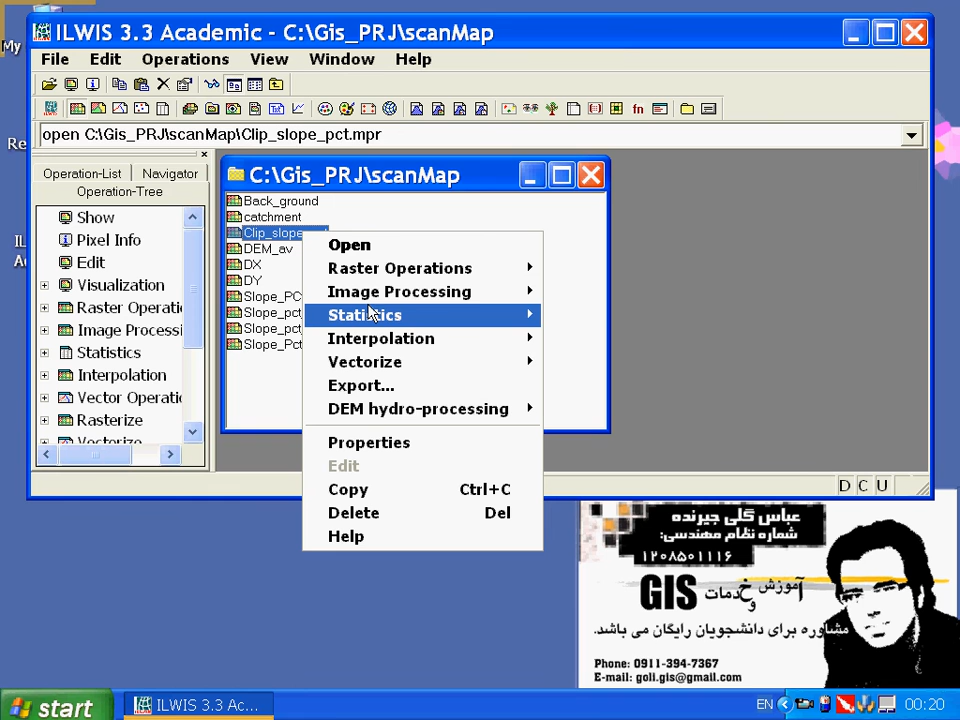 My
ILWIS 3.3 Academic - C:\Gis_PRJ\scanMap
File Edit Operations View Window Help
open C:\Gis_PRJ\scanMap\Clip_slope_pct.mpr
Re
Operation-List Navigator
Operation-Tree
Show
Pixel Info
Edit
Visualization
Raster Operati
Image Processi
Statistics
Interpolation
Vector Operati
Rasterize
Vectorize
C:\Gis_PRJ\scanMap
Back_ground
catchment
Clip_slope
DEM_av
DX
DY
Slope_PC
Slope_pct
Slope_pct
Slope_Pct
Open
Raster Operations
Image Processing
Statistics
Interpolation
Vectorize
Export...
DEM hydro-processing
Properties
Edit
Copy Ctrl+C
Delete Del
Help
D C U
عباس گلی جیرنده
شماره نظام مهندسی:
۱۲۰۸۵۰۱۱۱۶
آموزش و خدمات GIS
مشاوره برای دانشجویان رایگان می باشد.
Phone: 0911-394-7367
E-mail: goli.gis@gmail.com
start
ILWIS 3.3 Ac...
EN
00:20